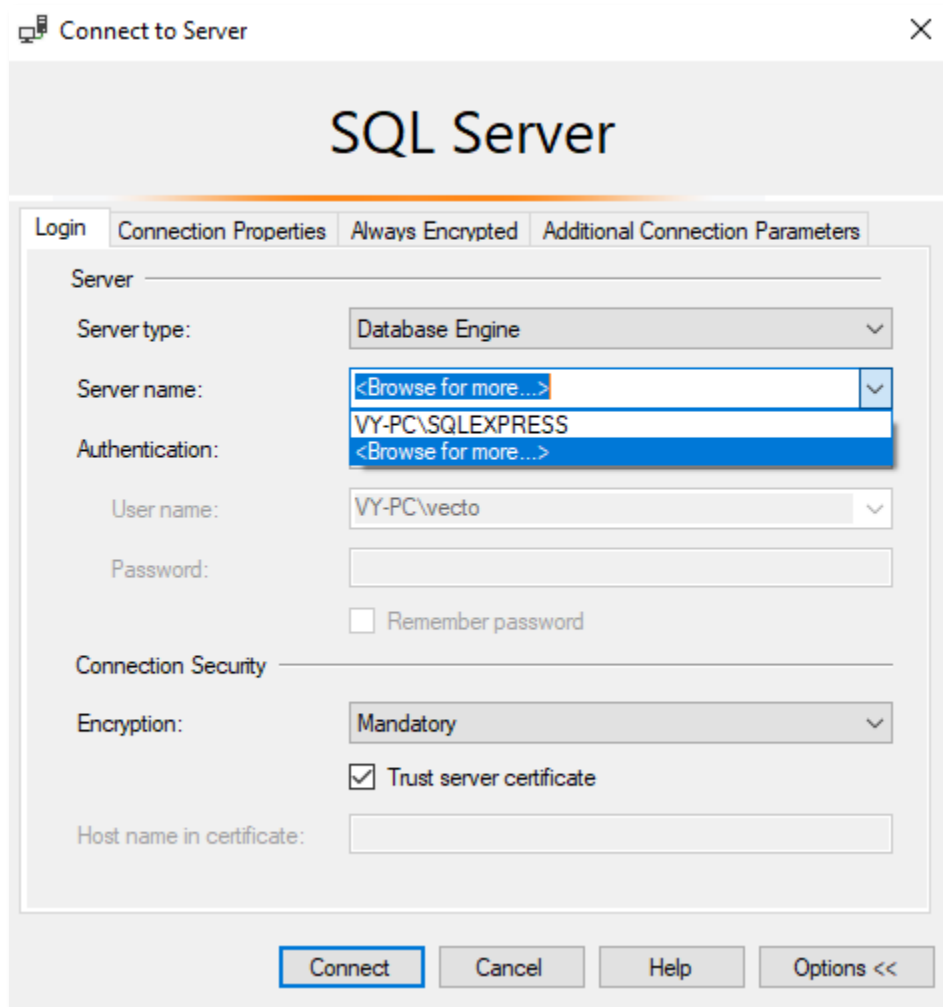 Connect to Server
SQL Server
Login Connection Properties Always Encrypted Additional Connection Parameters
Server
Server type: Database Engine
Server name: <Browse for more...>
VY-PC\SQLEXPRESS
Authentication: <Browse for more...>
User name: VY-PC\vecto
Password:
Remember password
Connection Security
Encryption: Mandatory
Trust server certificate
Host name in certificate:
Connect Cancel Help Options <<